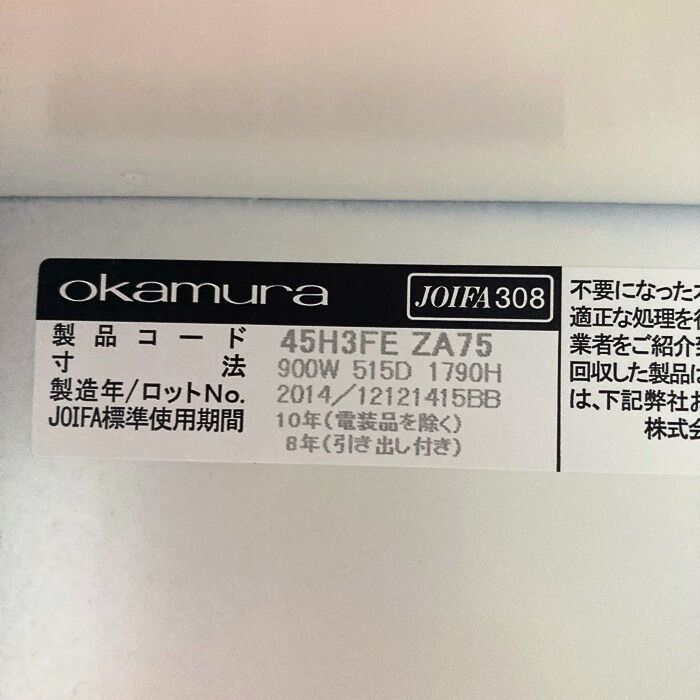 okamura
JOIFA308
製品コード 45H3FE ZA75
寸法 900W 515D 1790H
製造年/ロットNo. 2014/12121415BB
JOIFA標準使用期間 10年(電装品を除く)
8年(引き出し付き)
不要になった
適正な処理を
業者をご紹介
回収した製品は
は、下記弊社お
株式会